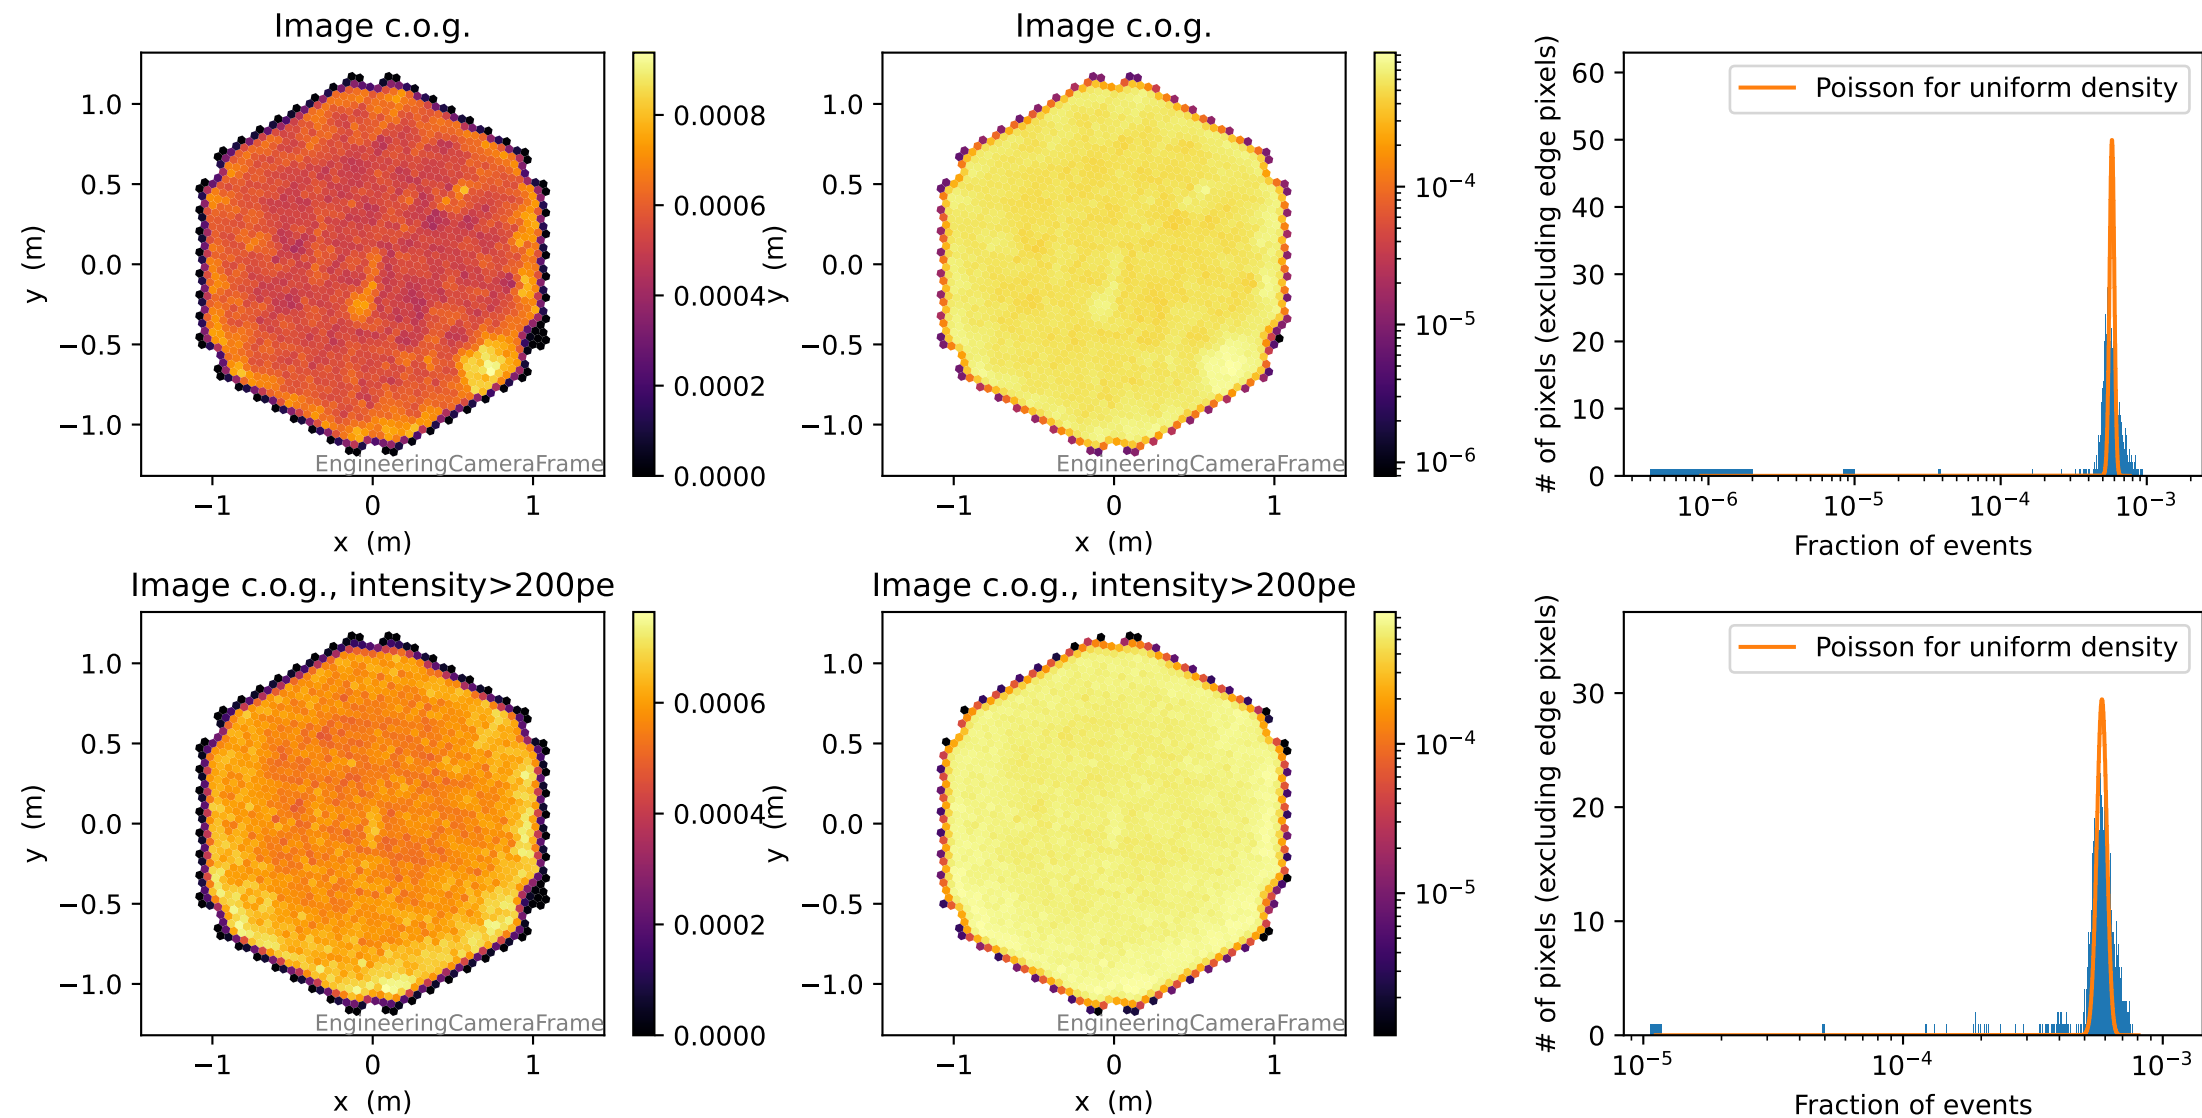 Image c.o.g.
1.0
0.5
0.0
−0.5
−1.0
y (m)
−1
0
1
x (m)
EngineeringCameraFrame
0.0008
0.0006
0.0004
0.0002
0.0000
Image c.o.g.
1.0
0.5
0.0
−0.5
−1.0
y (m)
−1
0
1
x (m)
EngineeringCameraFrame
10⁻⁴
10⁻⁵
10⁻⁶
Poisson for uniform density
60
50
40
30
20
10
0
# of pixels (excluding edge pixels)
10⁻⁶
10⁻⁵
10⁻⁴
10⁻³
Fraction of events
Image c.o.g., intensity>200pe
1.0
0.5
0.0
−0.5
−1.0
y (m)
−1
0
1
x (m)
EngineeringCameraFrame
0.0006
0.0004
0.0002
0.0000
Image c.o.g., intensity>200pe
1.0
0.5
0.0
−0.5
−1.0
y (m)
−1
0
1
x (m)
EngineeringCameraFrame
10⁻⁴
10⁻⁵
Poisson for uniform density
30
20
10
0
# of pixels (excluding edge pixels)
10⁻⁵
10⁻⁴
10⁻³
Fraction of events